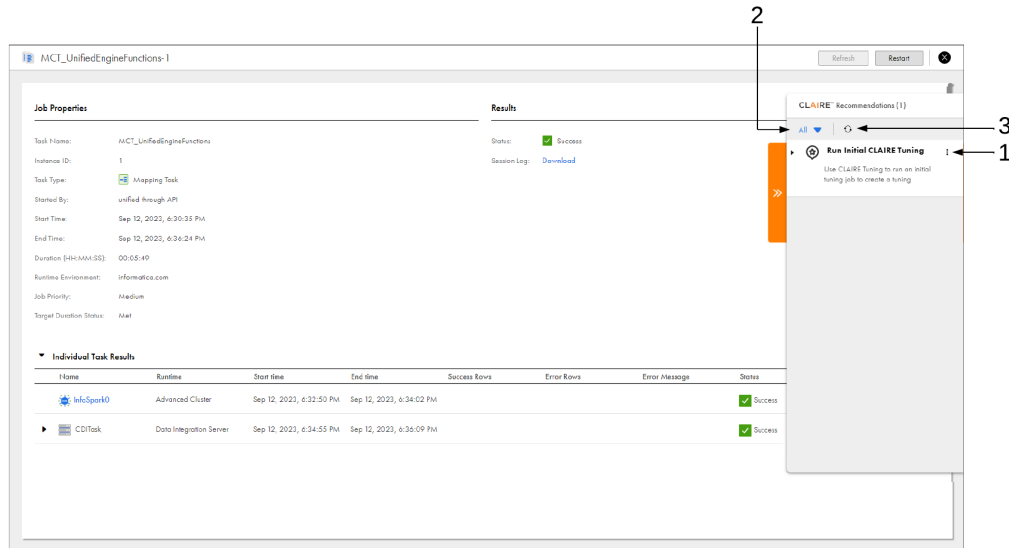 2
MCT_UnifiedEngineFunctions-1
Refresh
Restart
Job Properties
Results
CLAIRE™ Recommendations (1)
All
3
Task Name: MCT_UnifiedEngineFunctions
Status: Success
Run Initial CLAIRE Tuning
1
Instance ID: 1
Session Log: Download
Use CLAIRE Tuning to run an initial
tuning job to create a tuning
Task Type: Mapping Task
Started By: unified through API
Start Time: Sep 12, 2023, 6:30:35 PM
End Time: Sep 12, 2023, 6:36:24 PM
Duration (HH:MM:SS): 00:05:49
Runtime Environment: informatica.com
Job Priority: Medium
Target Duration Status: Met
Individual Task Results
Name Runtime Start time End time Success Rows Error Rows Error Message Status
InfoSpark0 Advanced Cluster Sep 12, 2023, 6:32:50 PM Sep 12, 2023, 6:34:02 PM Success
CDITask Data Integration Server Sep 12, 2023, 6:34:55 PM Sep 12, 2023, 6:36:09 PM Success